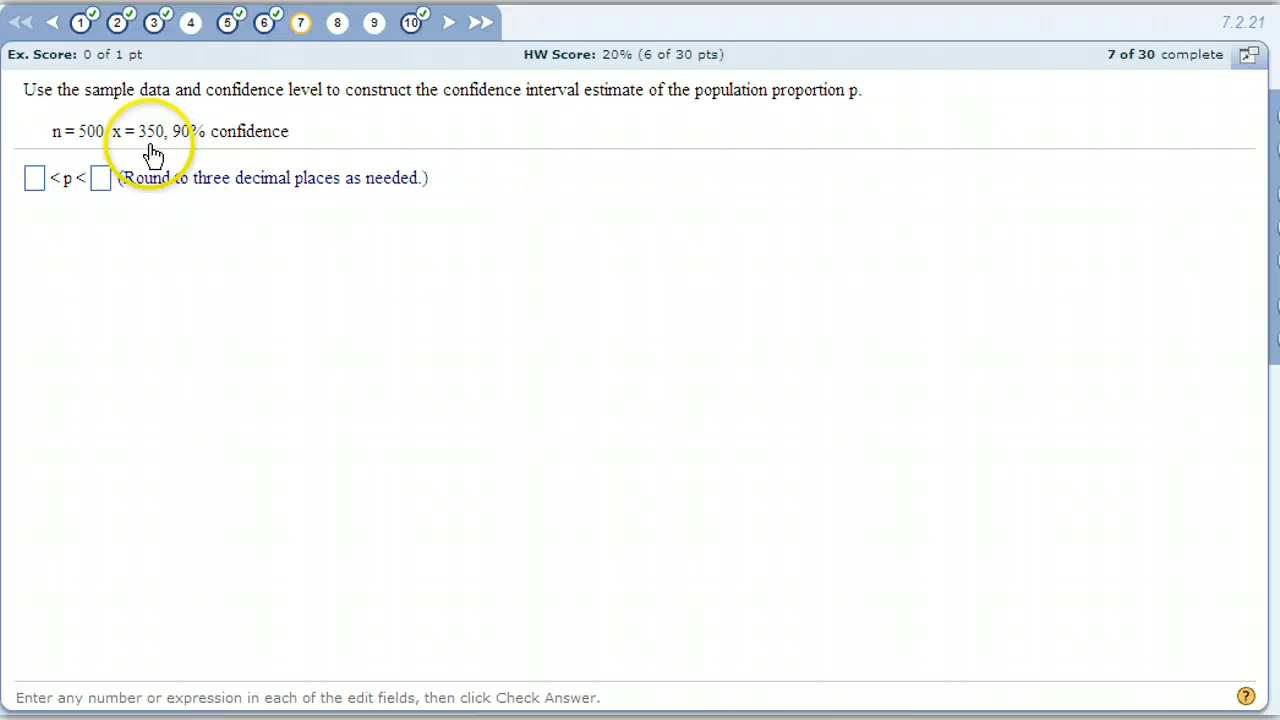 1 2 3 4 5 6 7 8 9 10 7.2.21
Ex. Score: 0 of 1 pt HW Score: 20% (6 of 30 pts) 7 of 30 complete
Use the sample data and confidence level to construct the confidence interval estimate of the population proportion p.
n = 500, x = 350, 90% confidence
< p < (Round to three decimal places as needed.)
Enter any number or expression in each of the edit fields, then click Check Answer. ?